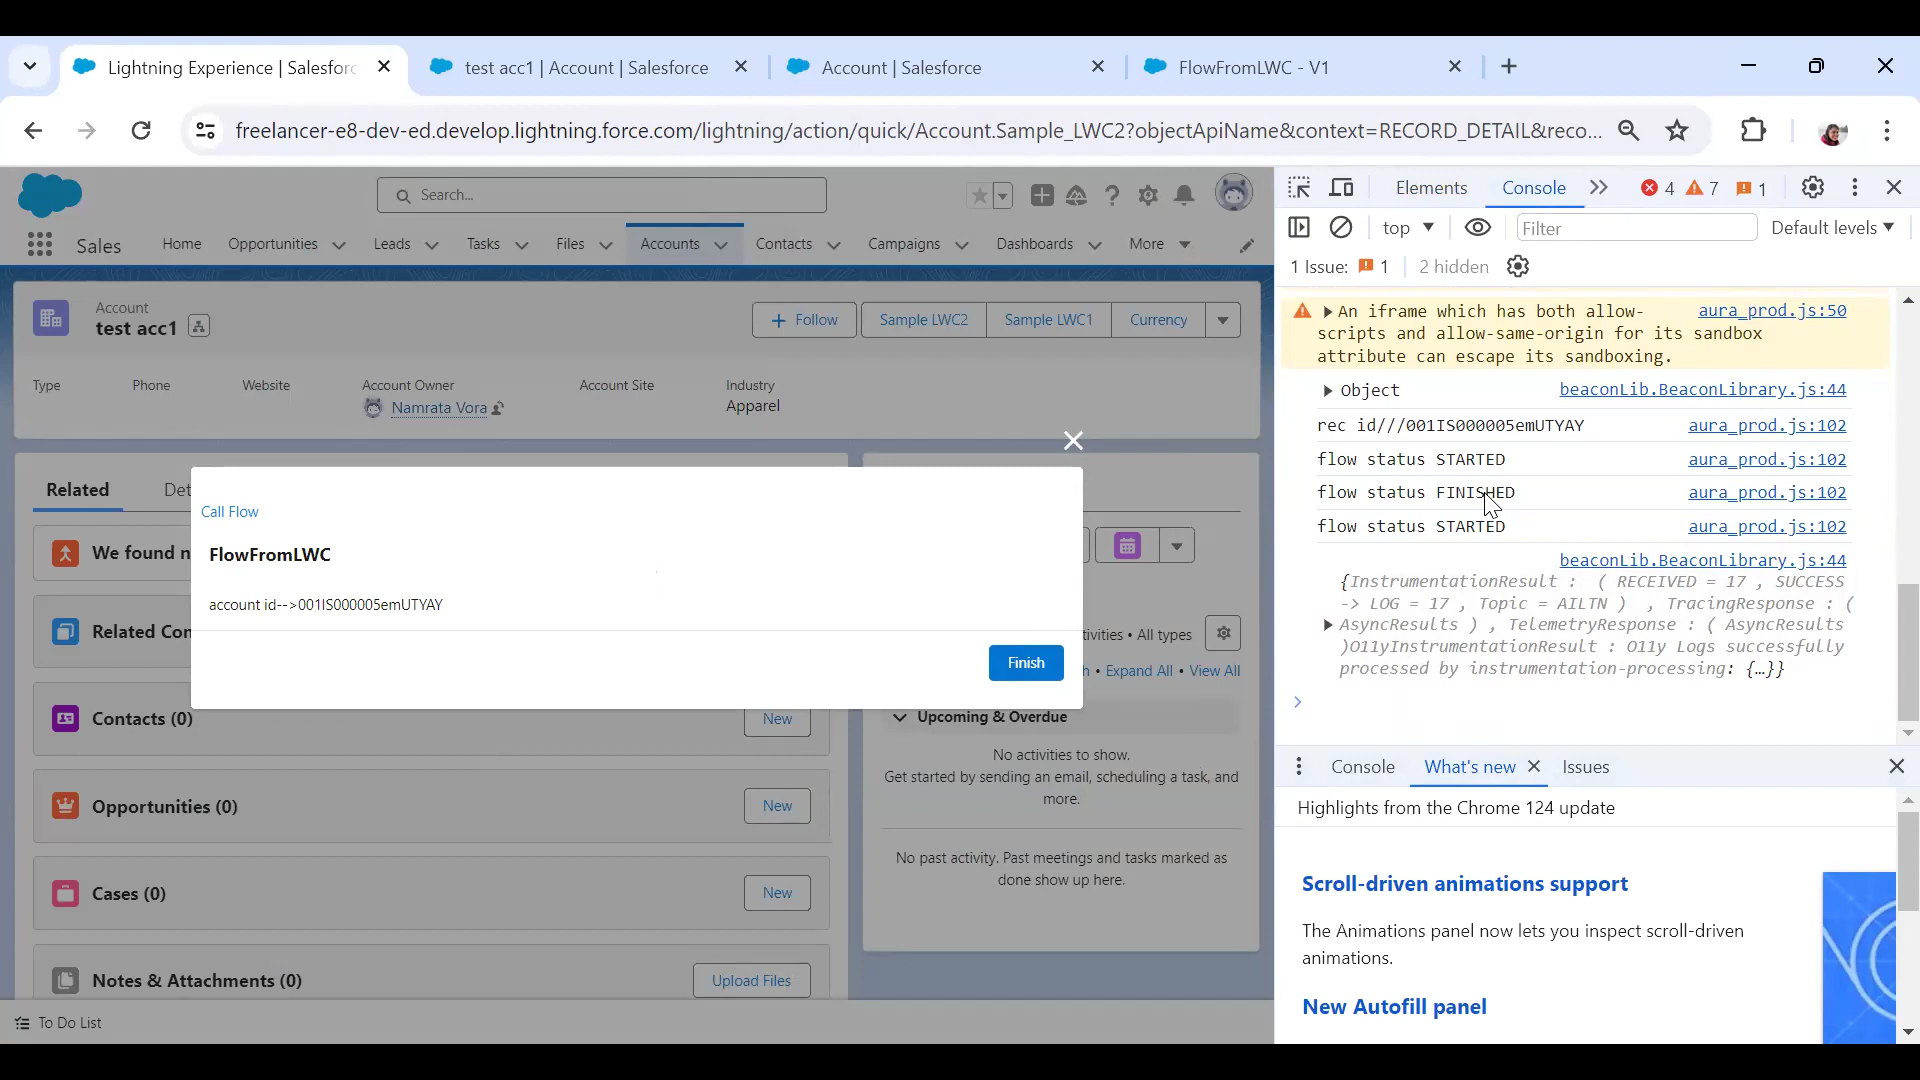 Lightning Experience | Salesforc
test acc1 | Account | Salesforce
Account | Salesforce
FlowFromLWC - V1
freelancer-e8-dev-ed.develop.lightning.force.com/lightning/action/quick/Account.Sample_LWC2?objectApiName&context=RECORD_DETAIL&reco...
Search...
Sales
Home
Opportunities
Leads
Tasks
Files
Accounts
Contacts
Campaigns
Dashboards
More
Account
test acc1
Follow
Sample LWC2
Sample LWC1
Currency
Type
Phone
Website
Account Owner
Account Site
Industry
Namrata Vora
Apparel
Related
Det
We found n
Related Con
Call Flow
FlowFromLWC
account id-->001IS000005emUTYAY
Finish
tivities • All types
h • Expand All • View All
Contacts (0)
New
Opportunities (0)
New
Cases (0)
New
Notes & Attachments (0)
Upload Files
Upcoming & Overdue
No activities to show.
Get started by sending an email, scheduling a task, and
more.
No past activity. Past meetings and tasks marked as
done show up here.
To Do List
Elements
Console
4
7
1
top
Filter
Default levels
1 Issue:
1
2 hidden
An iframe which has both allow-
aura_prod.js:50
scripts and allow-same-origin for its sandbox
attribute can escape its sandboxing.
Object
beaconLib.BeaconLibrary.js:44
rec id///001IS000005emUTYAY
aura_prod.js:102
flow status STARTED
aura_prod.js:102
flow status FINISHED
aura_prod.js:102
flow status STARTED
aura_prod.js:102
beaconLib.BeaconLibrary.js:44
{InstrumentationResult : ( RECEIVED = 17 , SUCCESS
-> LOG = 17 , Topic = AILTN ) , TracingResponse : (
AsyncResults ) , TelemetryResponse : ( AsyncResults
)O11yInstrumentationResult : O11y Logs successfully
processed by instrumentation-processing: {…}}
Console
What's new
Issues
Highlights from the Chrome 124 update
Scroll-driven animations support
The Animations panel now lets you inspect scroll-driven
animations.
New Autofill panel